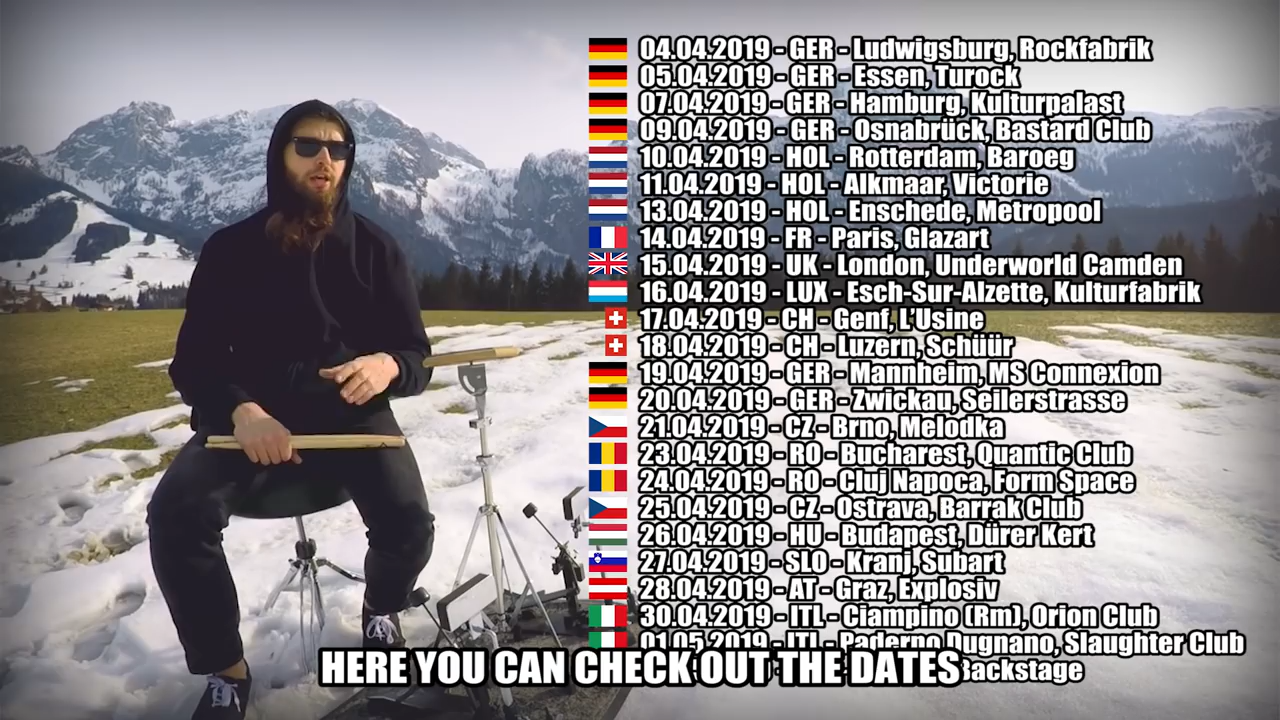 04.04.2019 - GER - Ludwigsburg, Rockfabrik
05.04.2019 - GER - Essen, Turock
07.04.2019 - GER - Hamburg, Kulturpalast
09.04.2019 - GER - Osnabrück, Bastard Club
10.04.2019 - HOL - Rotterdam, Baroeg
11.04.2019 - HOL - Alkmaar, Victorie
13.04.2019 - HOL - Enschede, Metropool
14.04.2019 - FR - Paris, Glazart
15.04.2019 - UK - London, Underworld Camden
16.04.2019 - LUX - Esch-Sur-Alzette, Kulturfabrik
17.04.2019 - CH - Genf, L'Usine
18.04.2019 - CH - Luzern, Schüür
19.04.2019 - GER - Mannheim, MS Connexion
20.04.2019 - GER - Zwickau, Seilerstrasse
21.04.2019 - CZ - Brno, Melodka
23.04.2019 - RO - Bucharest, Quantic Club
24.04.2019 - RO - Cluj Napoca, Form Space
25.04.2019 - CZ - Ostrava, Barrak Club
26.04.2019 - HU - Budapest, Dürer Kert
27.04.2019 - SLO - Kranj, Subart
28.04.2019 - AT - Graz, Explosiv
30.04.2019 - ITL - Ciampino (Rm), Orion Club
01.05.2019 - ITL - Paderno Dugnano, Slaughter Club
Backstage
HERE YOU CAN CHECK OUT THE DATES